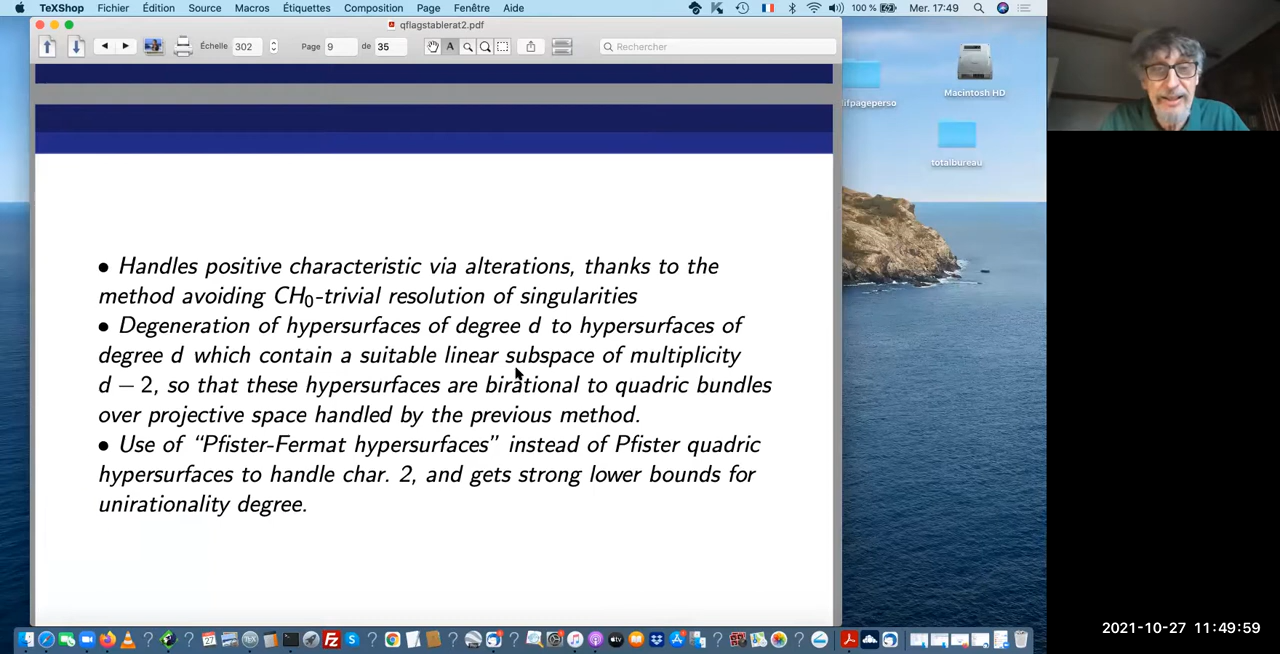 TeXShop Fichier Édition Source Macros Étiquettes Composition Page Fenêtre Aide 100 % Mer. 17:49
qflagstablerat2.pdf
Échelle 302 Page 9 de 35 Rechercher
A
lifpageperso
Macintosh HD
totalbureau
• Handles positive characteristic via alterations, thanks to the
method avoiding CH₀-trivial resolution of singularities
• Degeneration of hypersurfaces of degree d to hypersurfaces of
degree d which contain a suitable linear subspace of multiplicity
d − 2, so that these hypersurfaces are birational to quadric bundles
over projective space handled by the previous method.
• Use of “Pfister-Fermat hypersurfaces” instead of Pfister quadric
hypersurfaces to handle char. 2, and gets strong lower bounds for
unirationality degree.
2021-10-27 11:49:59